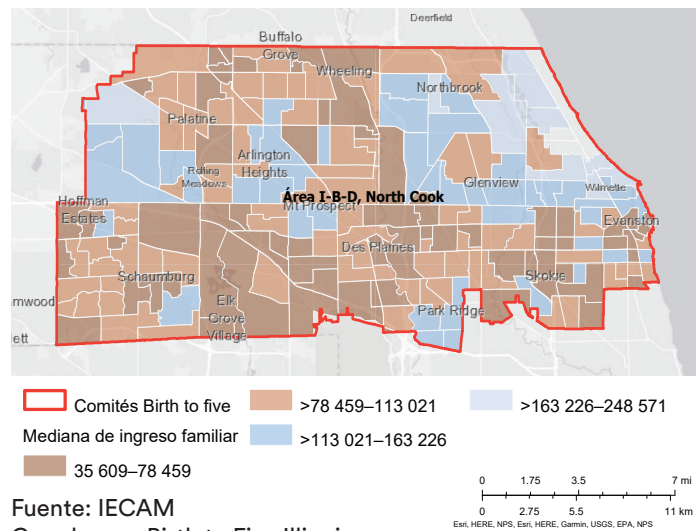 Deerfield
Buffalo
Grove
Wheeling
Northbrook
Palatine
Arlington
Heights
Rolling
Meadows
Glenview
Wilmette
Hoffman
Estates
Área I-B-D, North Cook
Mt Prospect
Evanston
Des Plaines
Schaumburg
Skokie
Elk
Grove
Village
Park Ridge
Comités Birth to five
>78 459–113 021
>163 226–248 571
Mediana de ingreso familiar
>113 021–163 226
35 609–78 459
0 1.75 3.5 7 mi
0 2.75 5.5 11 km
Esri, HERE, NPS, Esri, HERE, Garmin, USGS, EPA, NPS
Fuente: IECAM